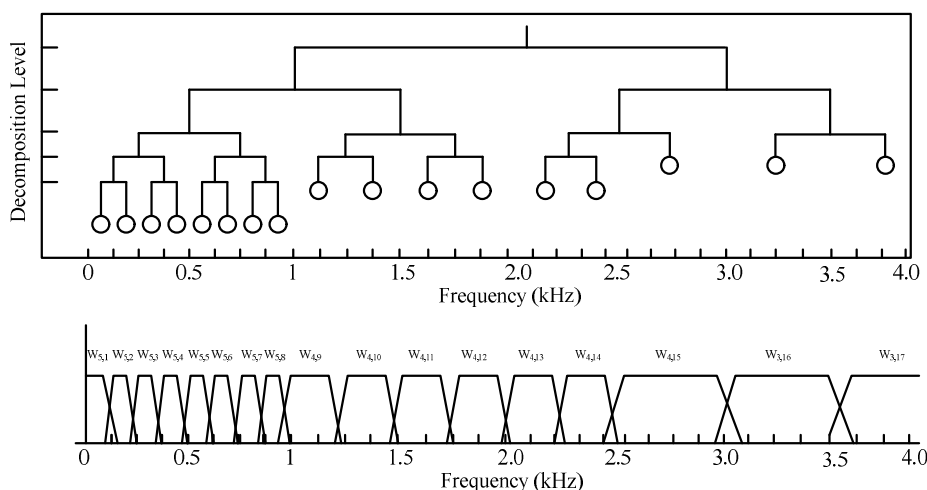 Decomposition Level
0 0.5 1 1.5 2.0 2.5 3.0 3.5 4.0
Frequency (kHz)
W5,1 W5,2 W5,3 W5,4 W5,5 W5,6 W5,7 W5,8 W4,9 W4,10 W4,11 W4,12 W4,13 W4,14 W4,15 W3,16 W3,17
0 0.5 1 1.5 2.0 2.5 3.0 3.5 4.0
Frequency (kHz)